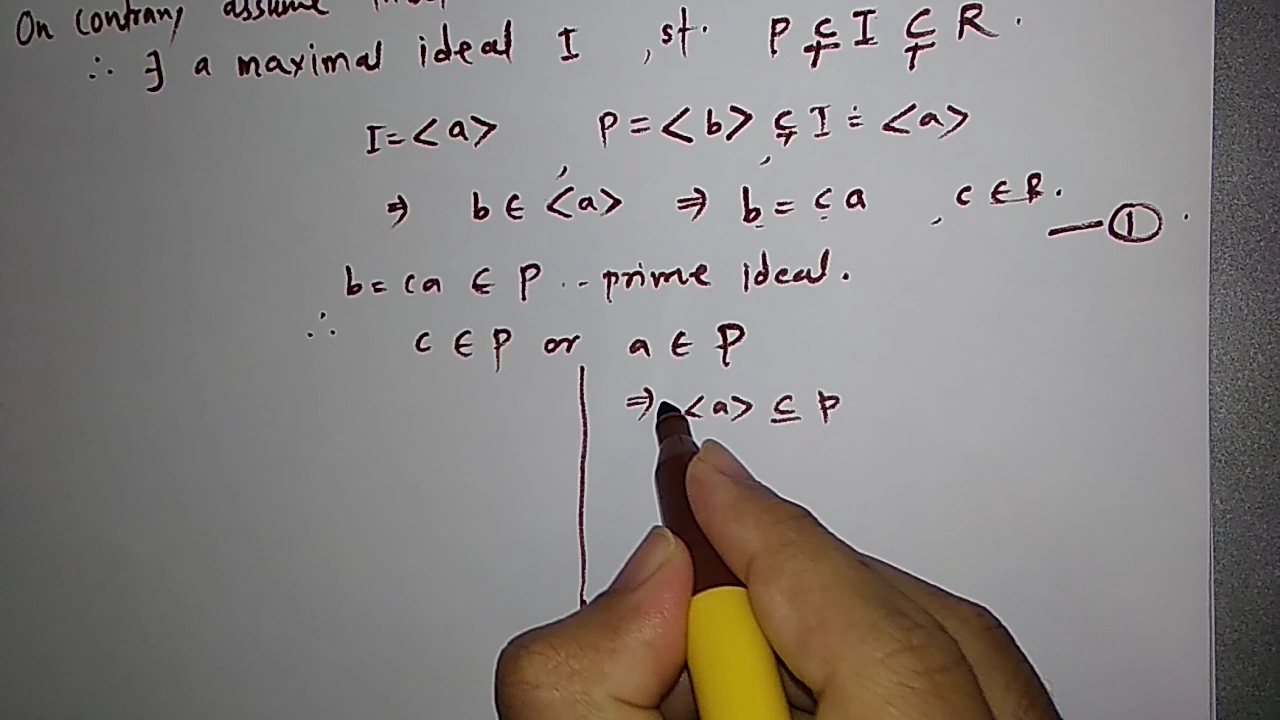 On contrary assume
∴ ∃ a maximal ideal I , st. P ⊊ I ⊊ R .
I = <a> , P = <b> ⊊ I = <a>
⇒ b ∈ <a> ⇒ b = ca , c ∈ R. — ①
b = ca ∈ P .. prime ideal.
∴ c ∈ P or a ∈ P
⇒ <a> ⊆ P